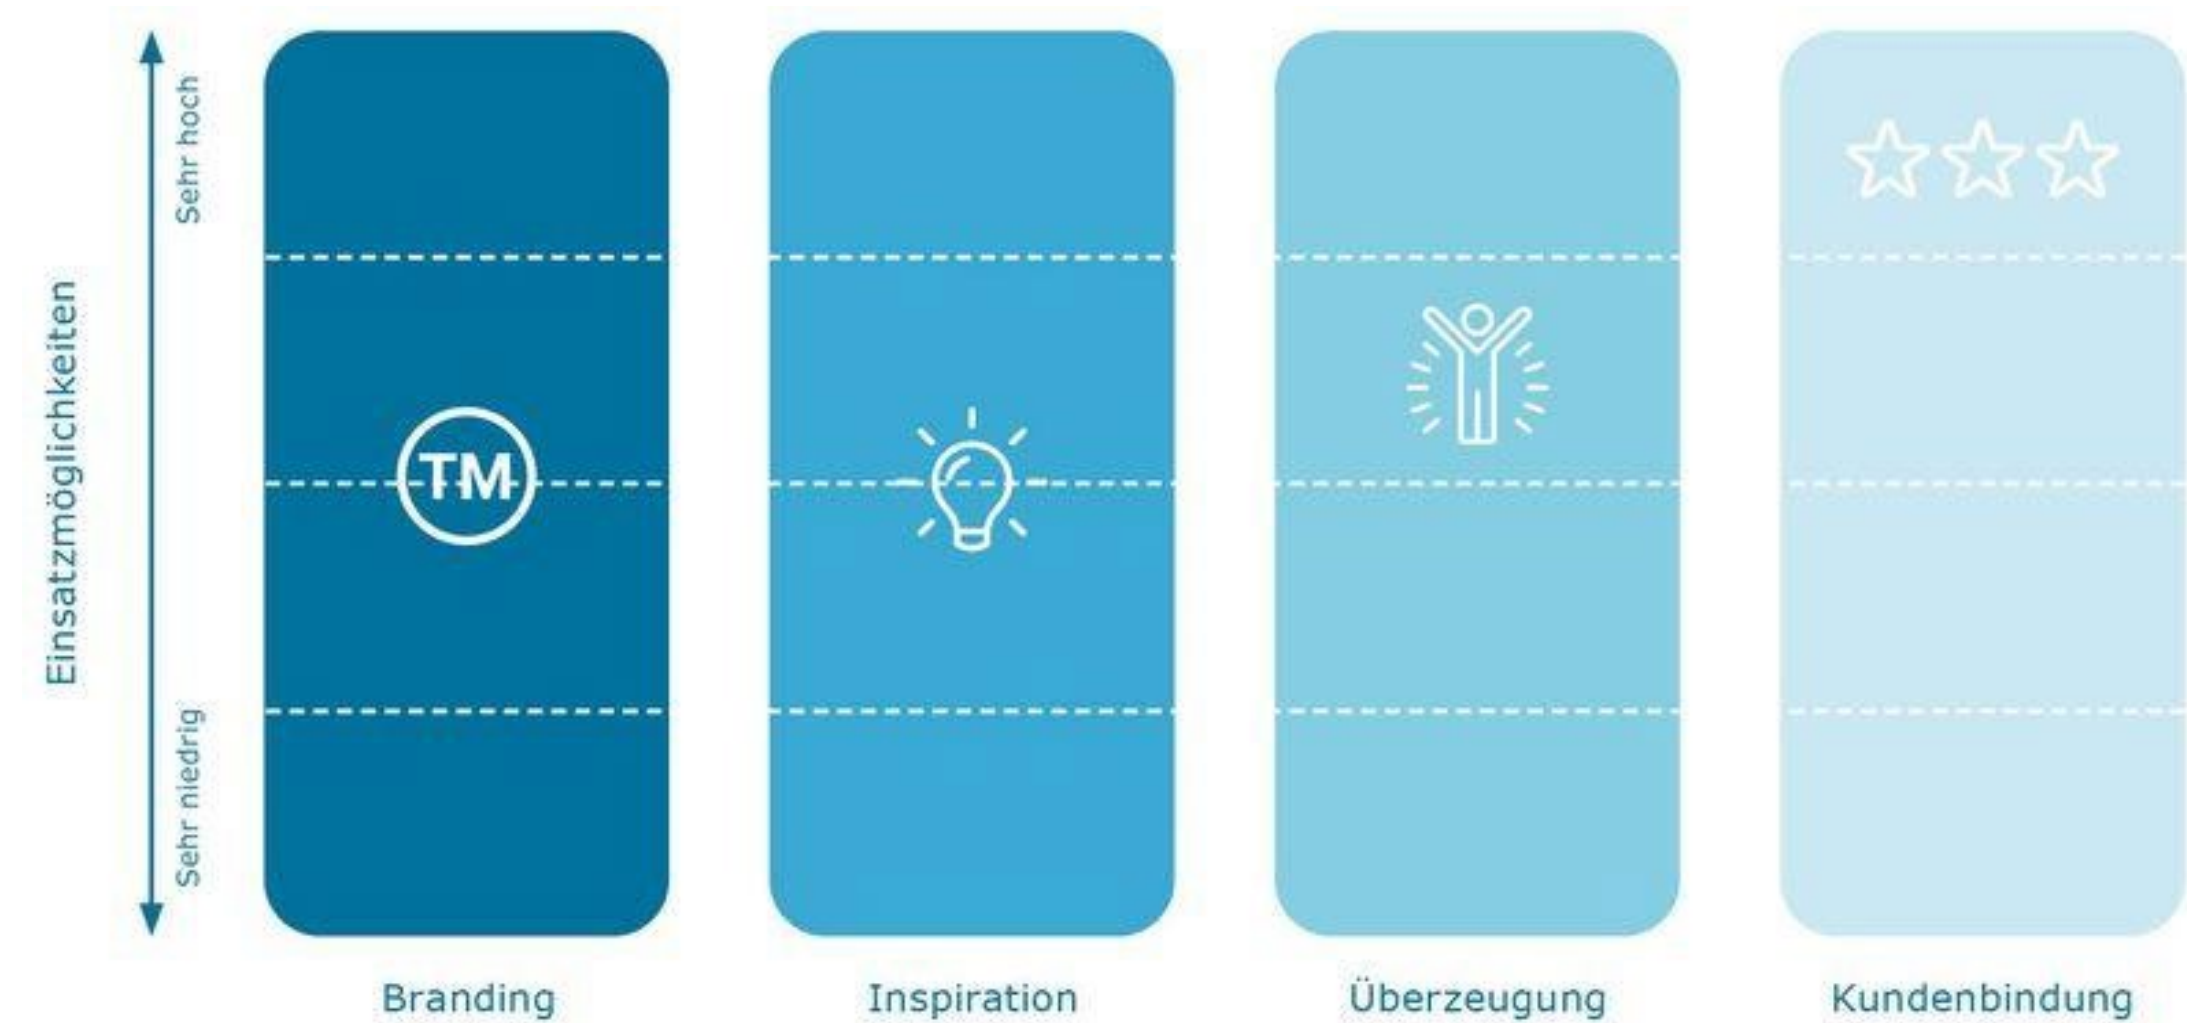 Einsatzmöglichkeiten
Sehr hoch
Sehr niedrig
TM
Branding
Inspiration
Überzeugung
Kundenbindung